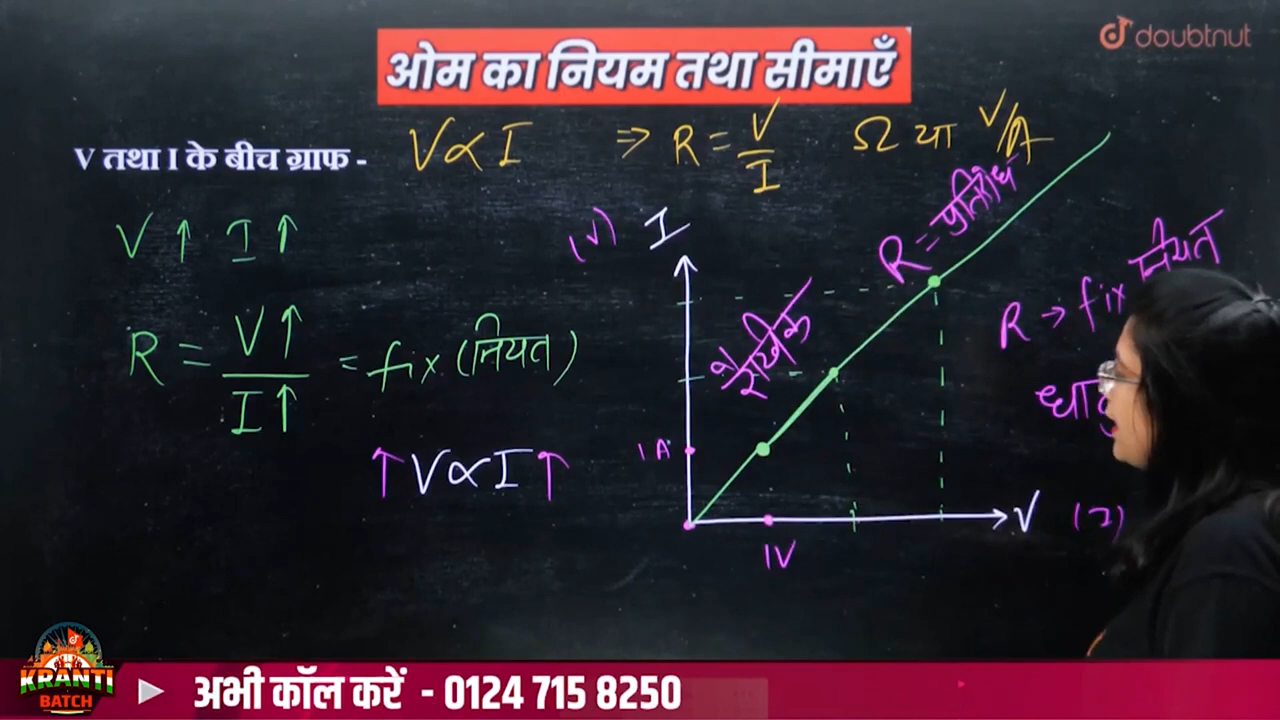 doubtnut
ओम का नियम तथा सीमाएँ
V तथा I के बीच ग्राफ - V∝I ⇒ R = V/I Ω या V/A
V↑ I↑
R = V↑/I↑ = fix (नियत)
↑V∝I↑
(V) I
R = प्रतिरोध
रैखिक
R → fix नियत
1A
1V
V (I)
KRANTI
BATCH
अभी कॉल करें - 0124 715 8250